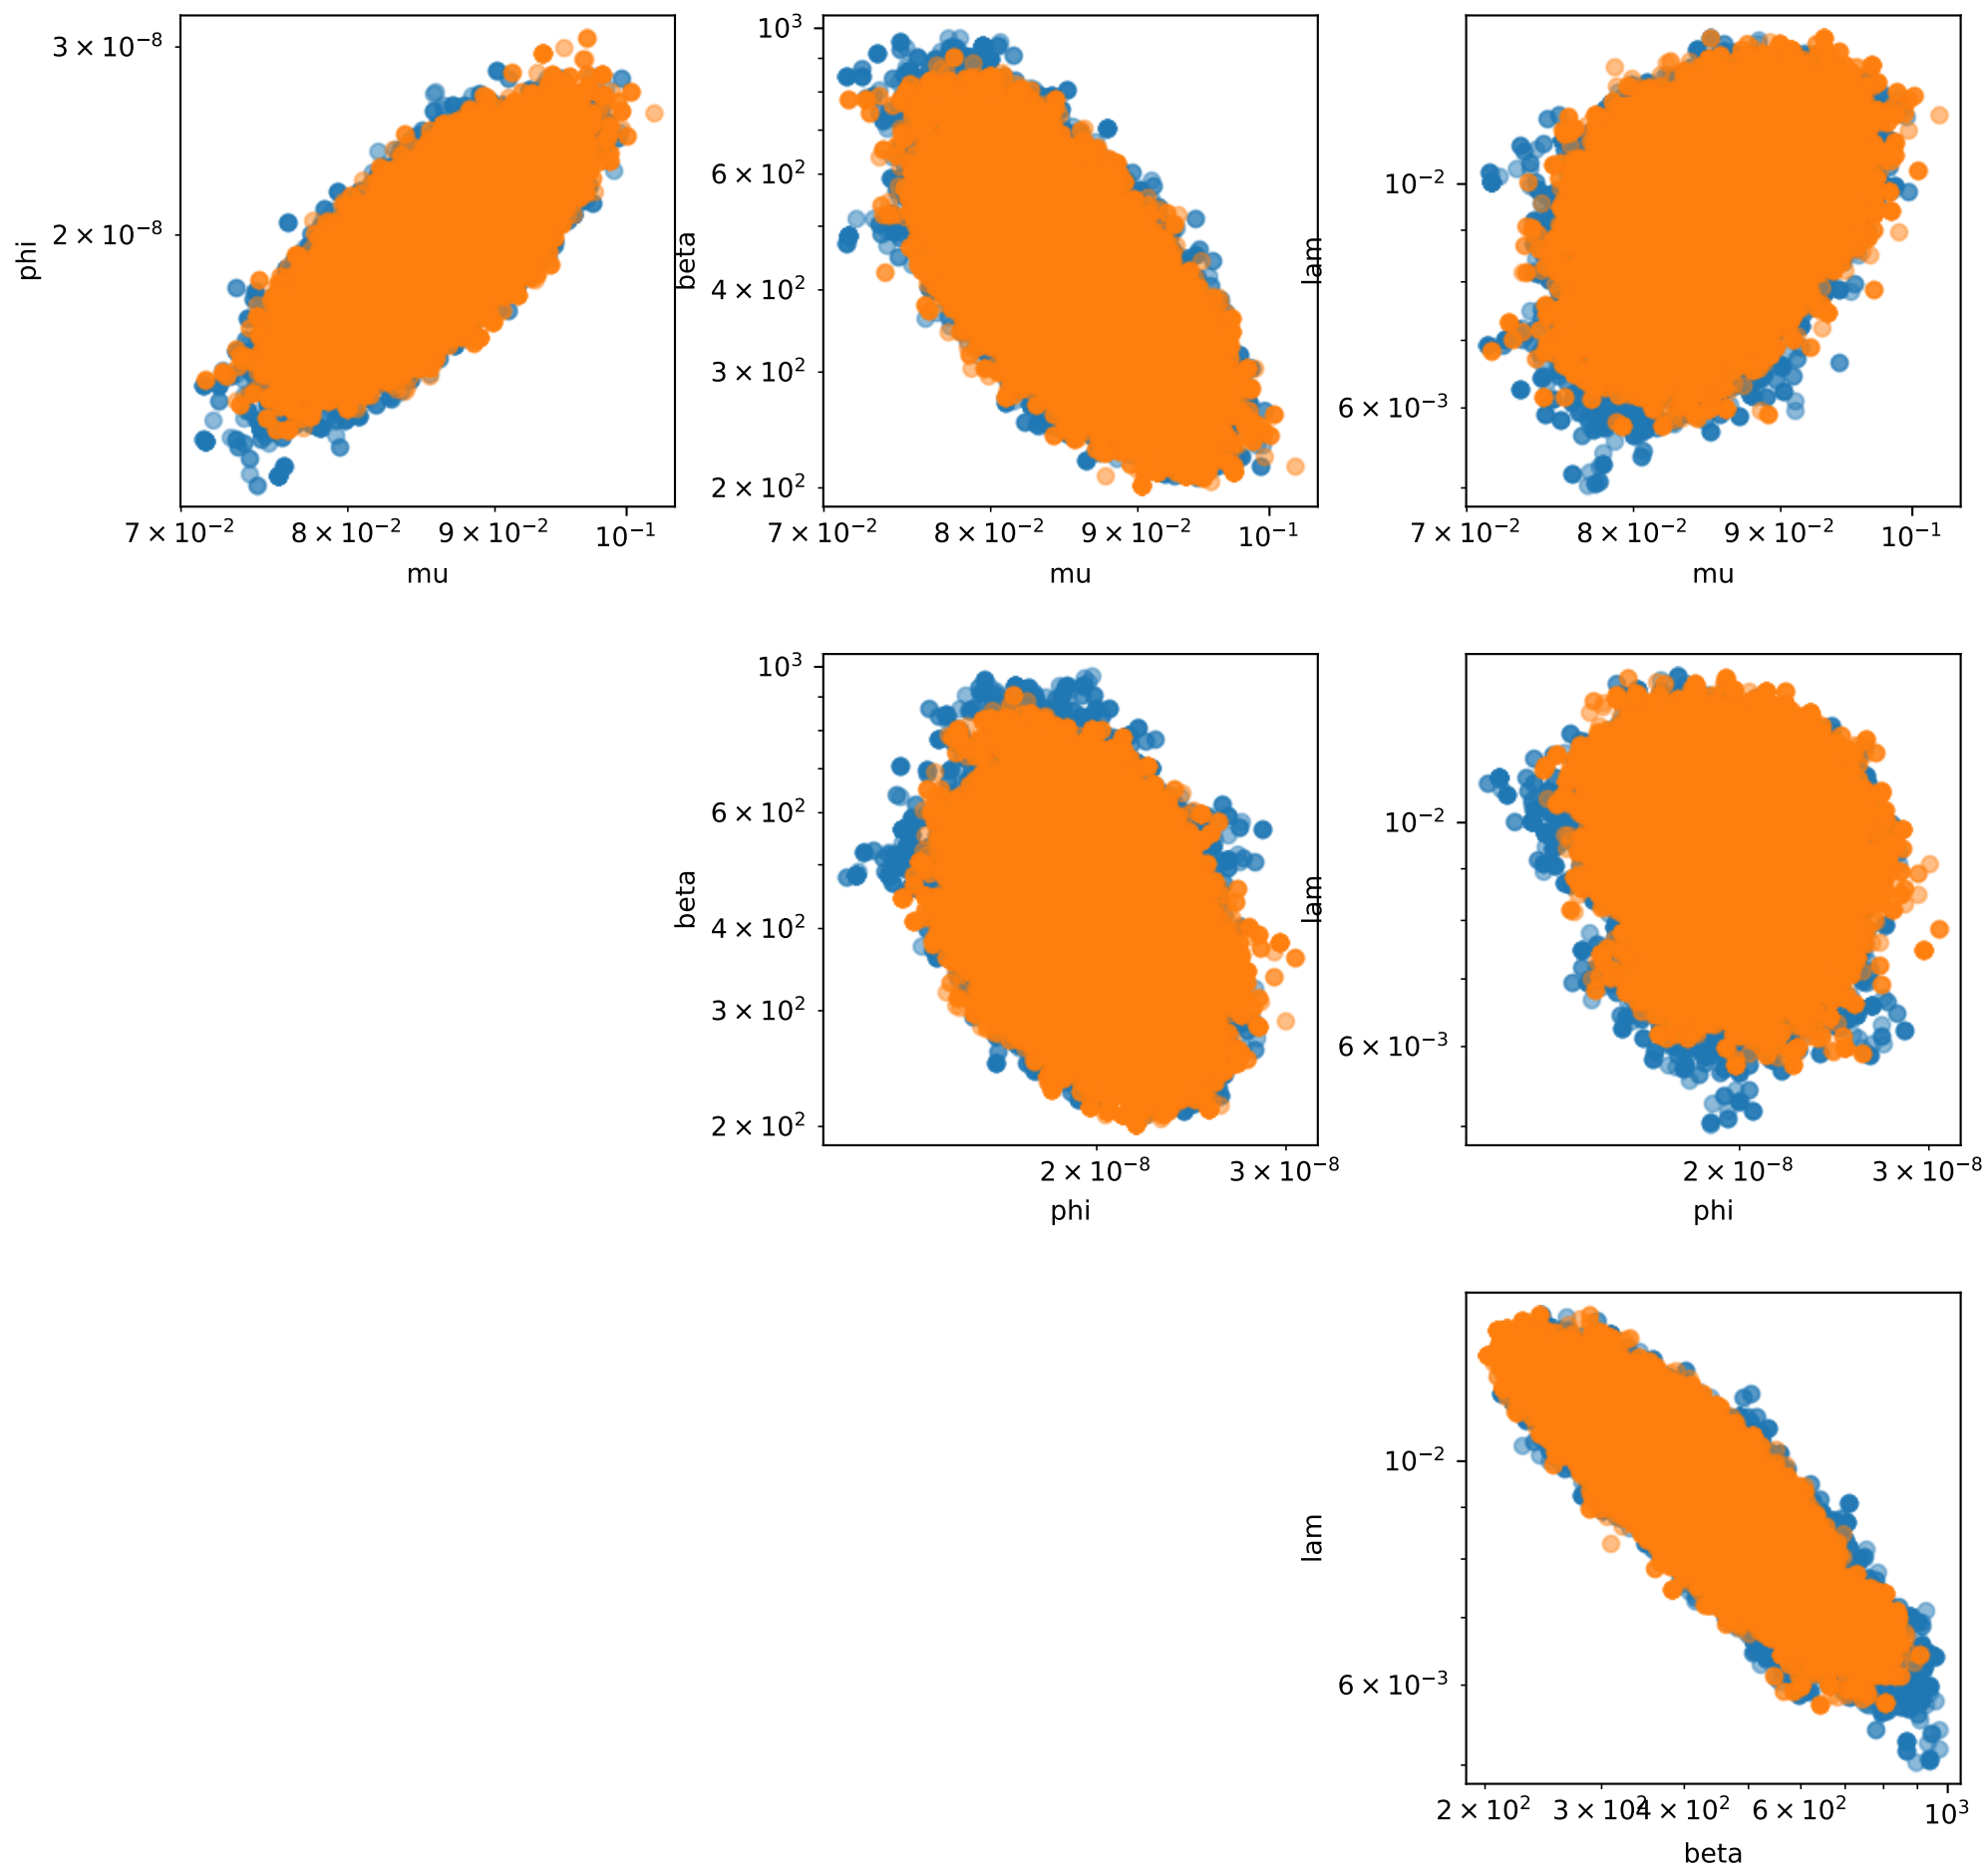 3 × 10⁻⁸
2 × 10⁻⁸
phi
7 × 10⁻² 8 × 10⁻² 9 × 10⁻² 10⁻¹
mu
10³
6 × 10²
4 × 10²
3 × 10²
2 × 10²
beta
7 × 10⁻² 8 × 10⁻² 9 × 10⁻² 10⁻¹
mu
10⁻²
6 × 10⁻³
lam
7 × 10⁻² 8 × 10⁻² 9 × 10⁻² 10⁻¹
mu
10³
6 × 10²
4 × 10²
3 × 10²
2 × 10²
beta
2 × 10⁻⁸ 3 × 10⁻⁸
phi
10⁻²
6 × 10⁻³
lam
2 × 10⁻⁸ 3 × 10⁻⁸
phi
10⁻²
6 × 10⁻³
lam
2 × 10² 3 × 10² 4 × 10² 6 × 10² 10³
beta